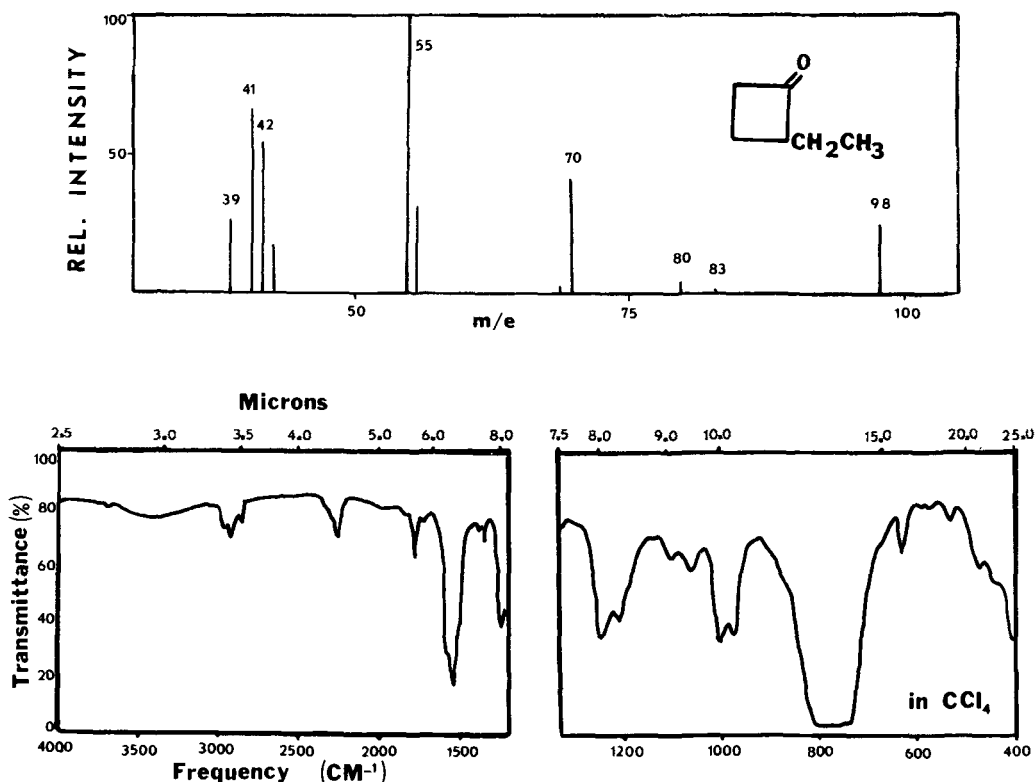 100
55
O
41
42
CH2CH3
REL. INTENSITY
50
70
39
98
80
83
50 75 100
m/e
Microns
2.5 3.0 3.5 4.0 5.0 6.0 8.0
7.5 8.0 9.0 10.0 15.0 20.0 25.0
Transmittance (%)
100
80
60
40
20
0
in CCl4
4000 3500 3000 2500 2000 1500
1200 1000 800 600 400
Frequency (CM-1)